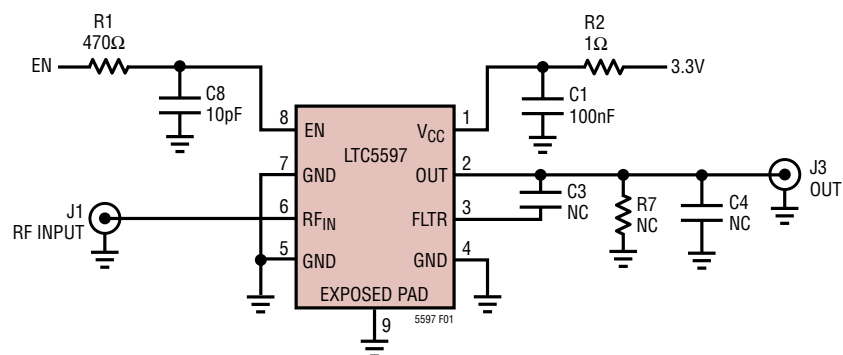 R1
470Ω
EN
C8
10pF
R2
1Ω
3.3V
C1
100nF
8
EN
1
VCC
LTC5597
7
GND
OUT
2
J3
OUT
C3
NC
R7
NC
C4
NC
J1
RF INPUT
6
RFIN
FLTR
3
5
GND
GND
4
EXPOSED PAD
9
5597 F01